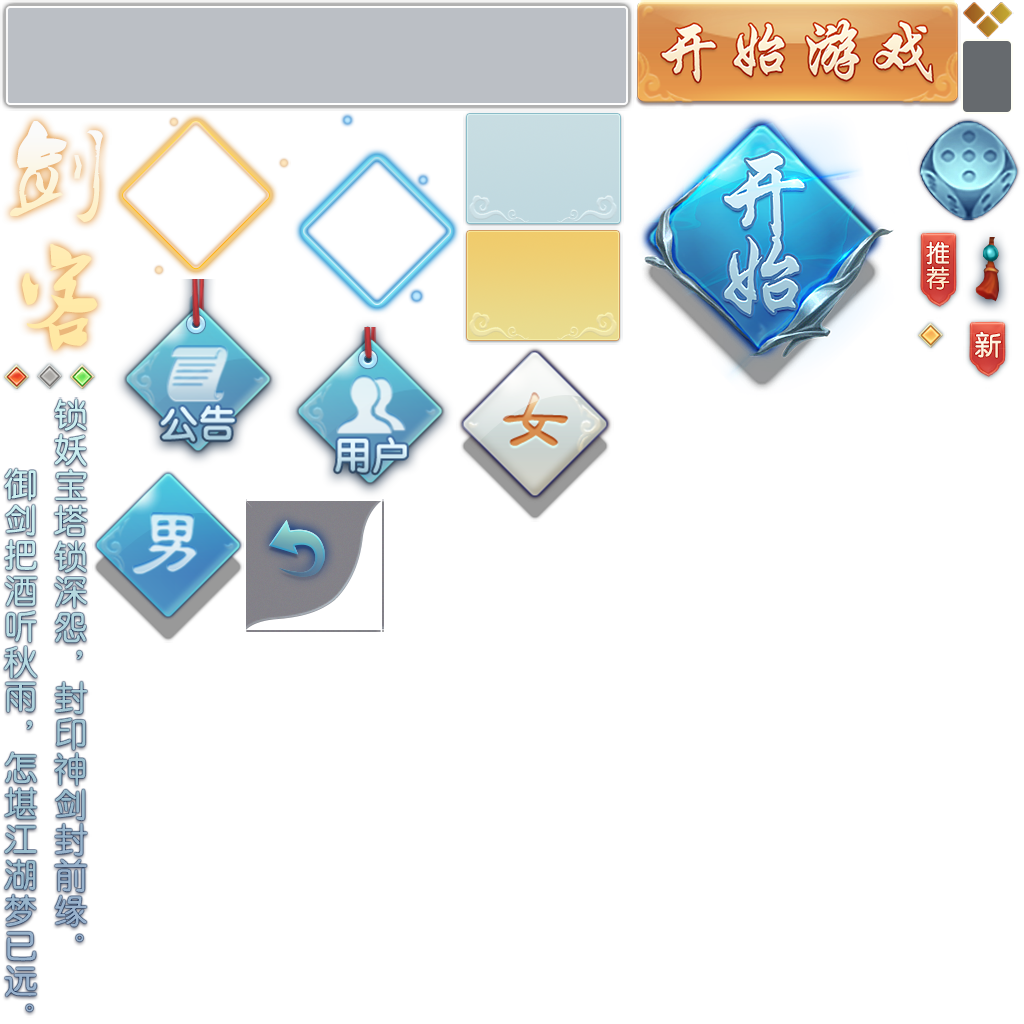 开始游戏
剑客
开始
推荐
新
公告
用户
女
男
锁妖宝塔锁深怨，封印神剑封前缘。
御剑把酒听秋雨，怎堪江湖梦已远。